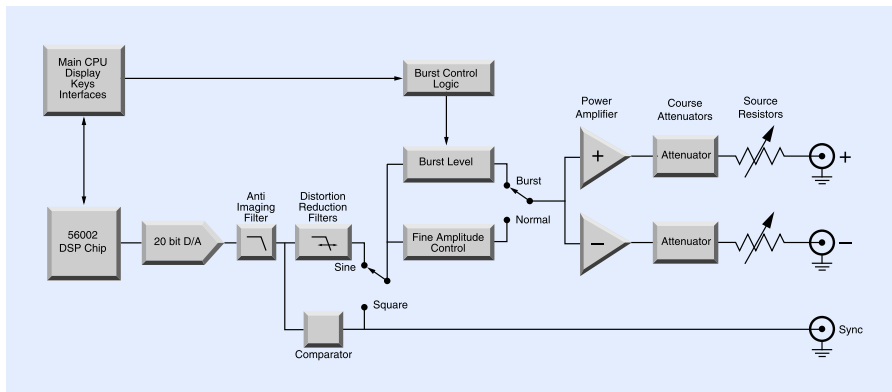 Main CPU
Display
Keys
Interfaces
Burst Control
Logic
Power
Amplifier
Course
Attenuators
Source
Resistors
Burst Level
+
Attenuator
+
Burst
Normal
Anti
Imaging
Filter
Distortion
Reduction
Filters
56002
DSP Chip
20 bit D/A
Sine
Fine Amplitude
Control
−
Attenuator
−
Square
Comparator
Sync